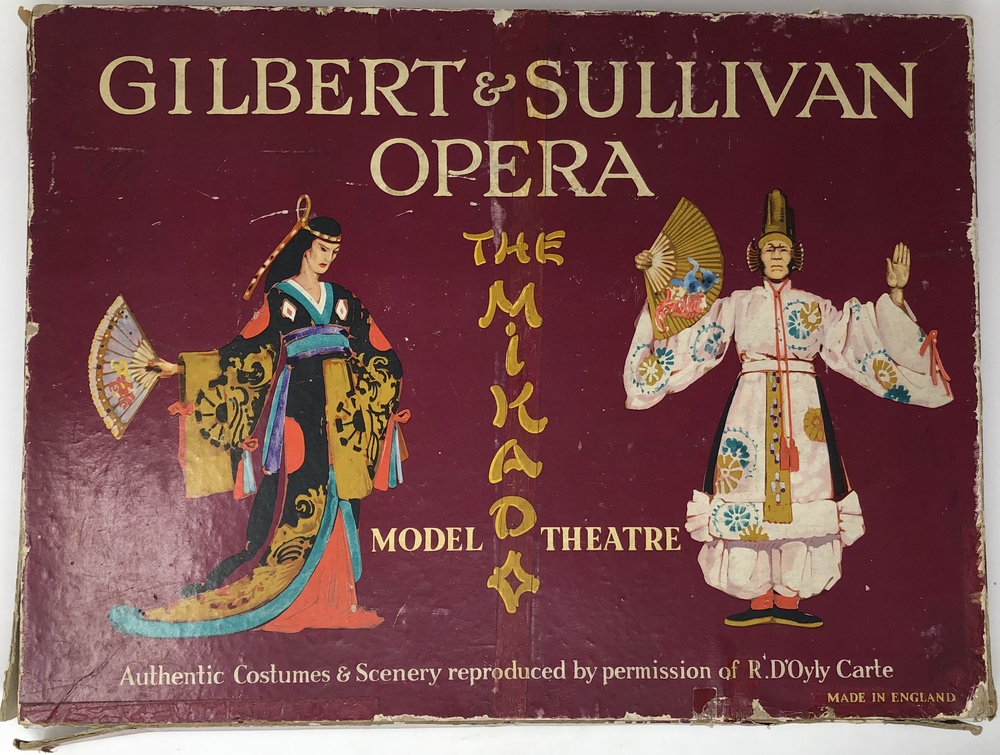 GILBERT & SULLIVAN
OPERA
THE
MiKADO
MODEL THEATRE
Authentic Costumes & Scenery reproduced by permission of R.D'Oyly Carte
MADE IN ENGLAND